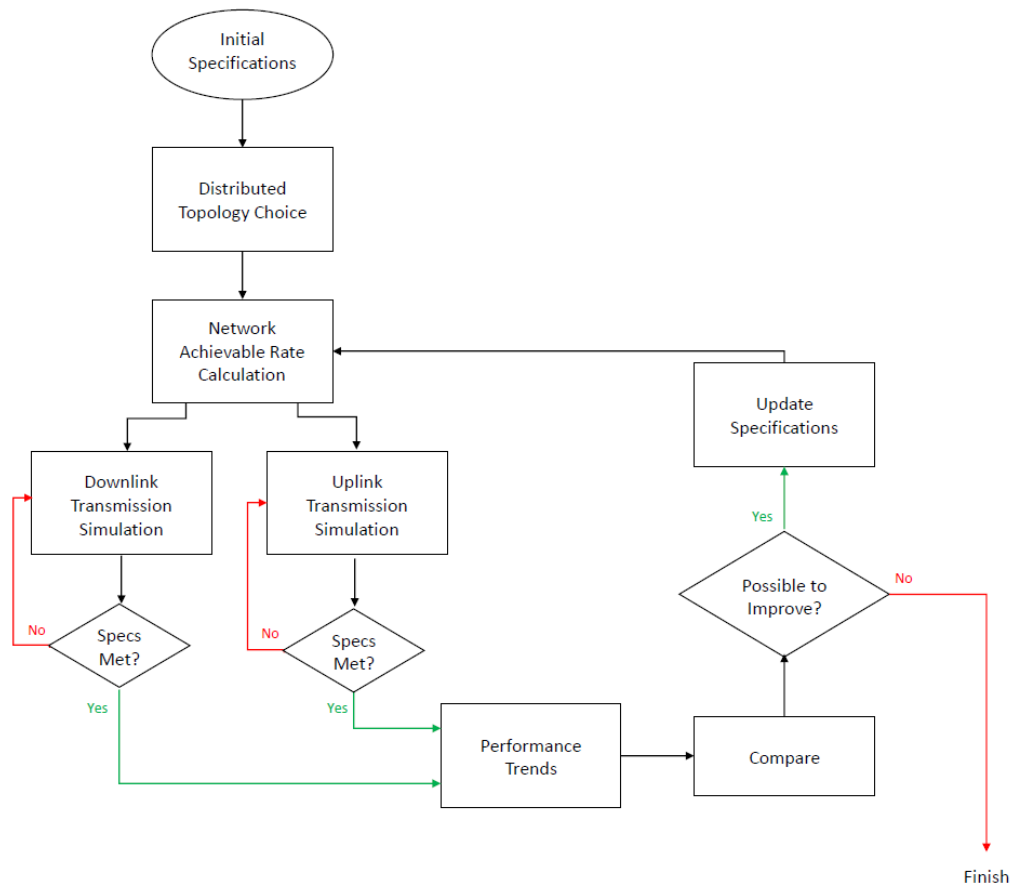 Initial
Specifications
Distributed
Topology Choice
Network
Achievable Rate
Calculation
Update
Specifications
Downlink
Transmission
Simulation
Uplink
Transmission
Simulation
Yes
Possible to
Improve?
No
No
Specs
Met?
No
Specs
Met?
Yes
Yes
Performance
Trends
Compare
Finish